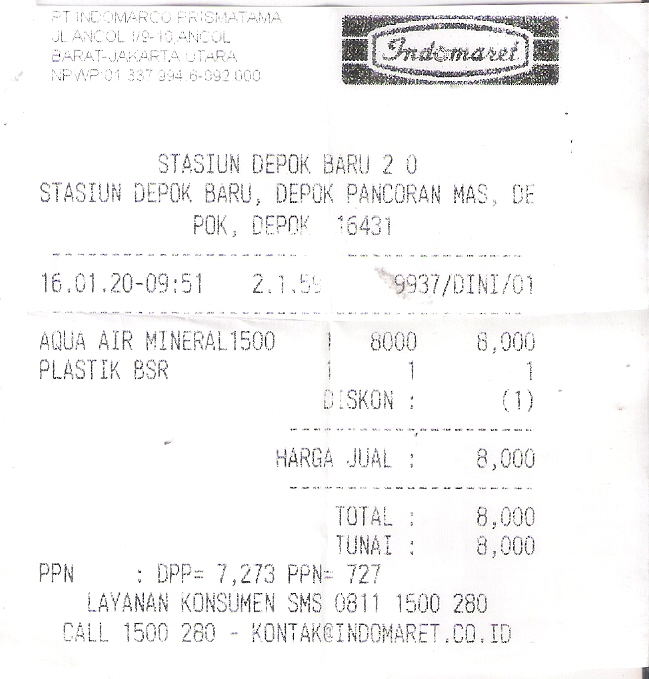 PT INDOMARCO PRISMATAMA
JL ANCOL I/9-10,ANCOL
BARAT-JAKARTA UTARA
NPWP:01.337.994.6-092.000
Indomaret
STASIUN DEPOK BARU 2 0
STASIUN DEPOK BARU, DEPOK PANCORAN MAS, DE
POK, DEPOK 16431
16.01.20-09:51 2.1.59 9937/DINI/01
AQUA AIR MINERAL1500 1 8000 8,000
PLASTIK BSR 1 1 1
DISKON : (1)
HARGA JUAL : 8,000
TOTAL : 8,000
TUNAI : 8,000
PPN : DPP= 7,273 PPN= 727
LAYANAN KONSUMEN SMS 0811 1500 280
CALL 1500 280 - KONTAK@INDOMARET.CO.ID